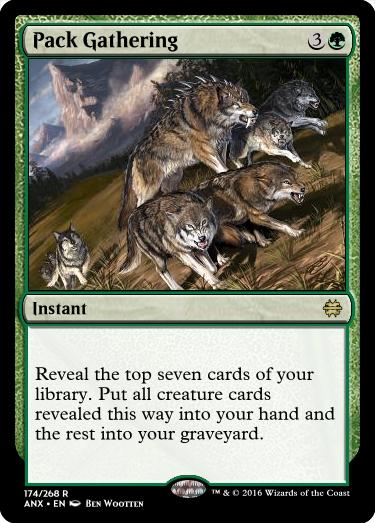 Pack Gathering 3
Instant
Reveal the top seven cards of your
library. Put all creature cards
revealed this way into your hand and
the rest into your graveyard.
174/268 R
ANX • EN Ben Wootten
™ & © 2016 Wizards of the Coast